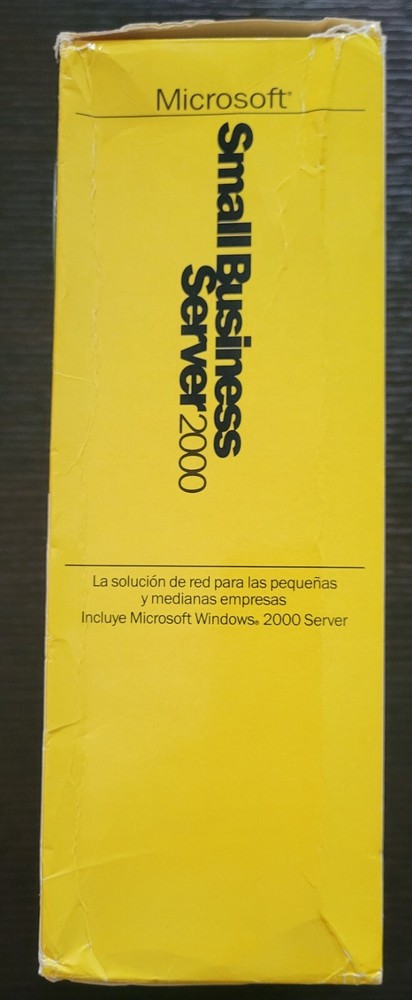 Microsoft®
Small Business
Server 2000
La solución de red para las pequeñas
y medianas empresas
Incluye Microsoft Windows® 2000 Server